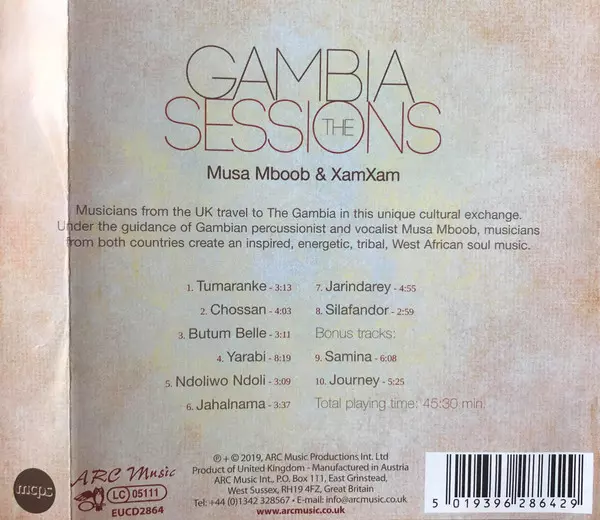 GAMBIA
SESSIONS
THE
Musa Mboob & XamXam
Musicians from the UK travel to The Gambia in this unique cultural exchange.
Under the guidance of Gambian percussionist and vocalist Musa Mboob, musicians
from both countries create an inspired, energetic, tribal, West African soul music.
1. Tumaranke - 3:13
2. Chossan - 4:03
3. Butum Belle - 3:11
4. Yarabi - 8:19
5. Ndoliwo Ndoli - 3:09
6. Jahalnama - 3:37
7. Jarindarey - 4:55
8. Silafandor - 2:59
Bonus tracks:
9. Samina - 6:08
10. Journey - 5:25
Total playing time: 45:30 min.
mcps
ARC Music
LC 05111
EUCD2864
℗ + © 2019, ARC Music Productions Int. Ltd
Product of United Kingdom - Manufactured in Austria
ARC Music Int., P.O. Box 111, East Grinstead,
West Sussex, RH19 4FZ, Great Britain
Tel: +44 (0)1342 328567 - E-mail: info@arcmusic.co.uk
www.arcmusic.co.uk
5 019396 286429